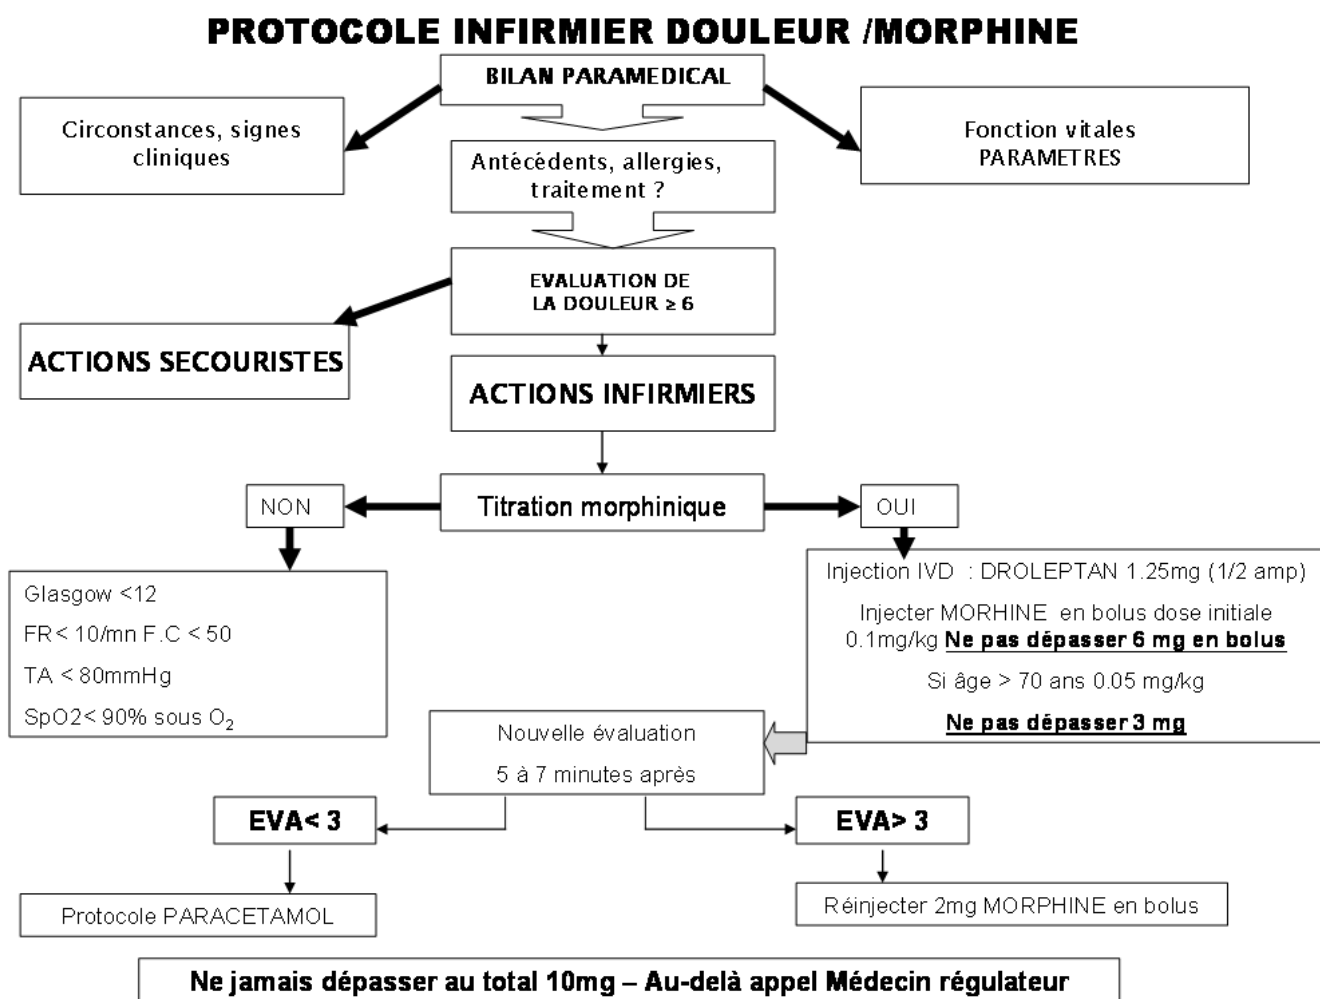 PROTOCOLE INFIRMIER DOULEUR /MORPHINE
BILAN PARAMEDICAL
Circonstances, signes
cliniques
Fonction vitales
PARAMETRES
Antécédents, allergies,
traitement ?
EVALUATION DE
LA DOULEUR ≥ 6
ACTIONS SECOURISTES
ACTIONS INFIRMIERS
Titration morphinique
NON
OUI
Glasgow <12
FR< 10/mn F.C < 50
TA < 80mmHg
SpO2< 90% sous O₂
Injection IVD : DROLEPTAN 1.25mg (1/2 amp)
Injecter MORHINE en bolus dose initiale
0.1mg/kg Ne pas dépasser 6 mg en bolus
Si âge > 70 ans 0.05 mg/kg
Ne pas dépasser 3 mg
Nouvelle évaluation
5 à 7 minutes après
EVA< 3
EVA> 3
Protocole PARACETAMOL
Réinjecter 2mg MORPHINE en bolus
Ne jamais dépasser au total 10mg – Au-delà appel Médecin régulateur